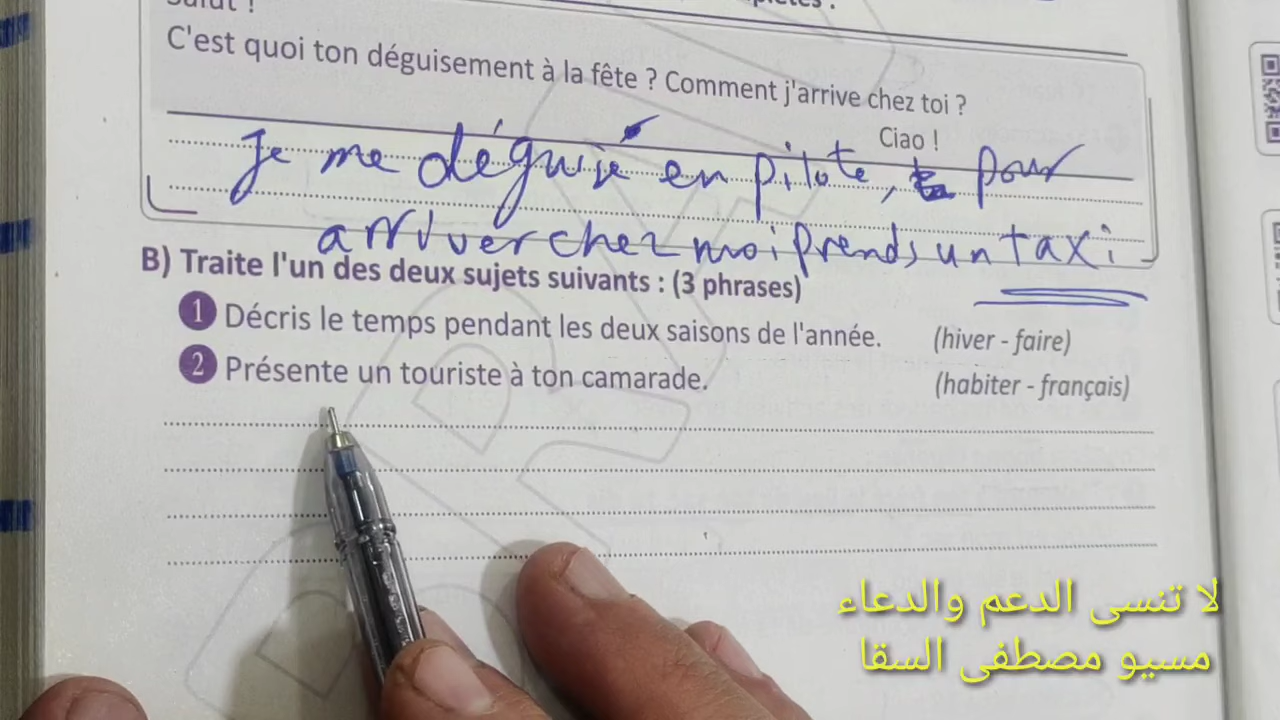 Salut !
plètes :
C'est quoi ton déguisement à la fête ? Comment j'arrive chez toi ?
Ciao !
Je me déguise en pilote, pour
arriver chez moi prends un taxi
B) Traite l'un des deux sujets suivants : (3 phrases)
1 Décris le temps pendant les deux saisons de l'année. (hiver - faire)
2 Présente un touriste à ton camarade. (habiter - français)
لا تنسى الدعم والدعاء
مسيو مصطفى السقا